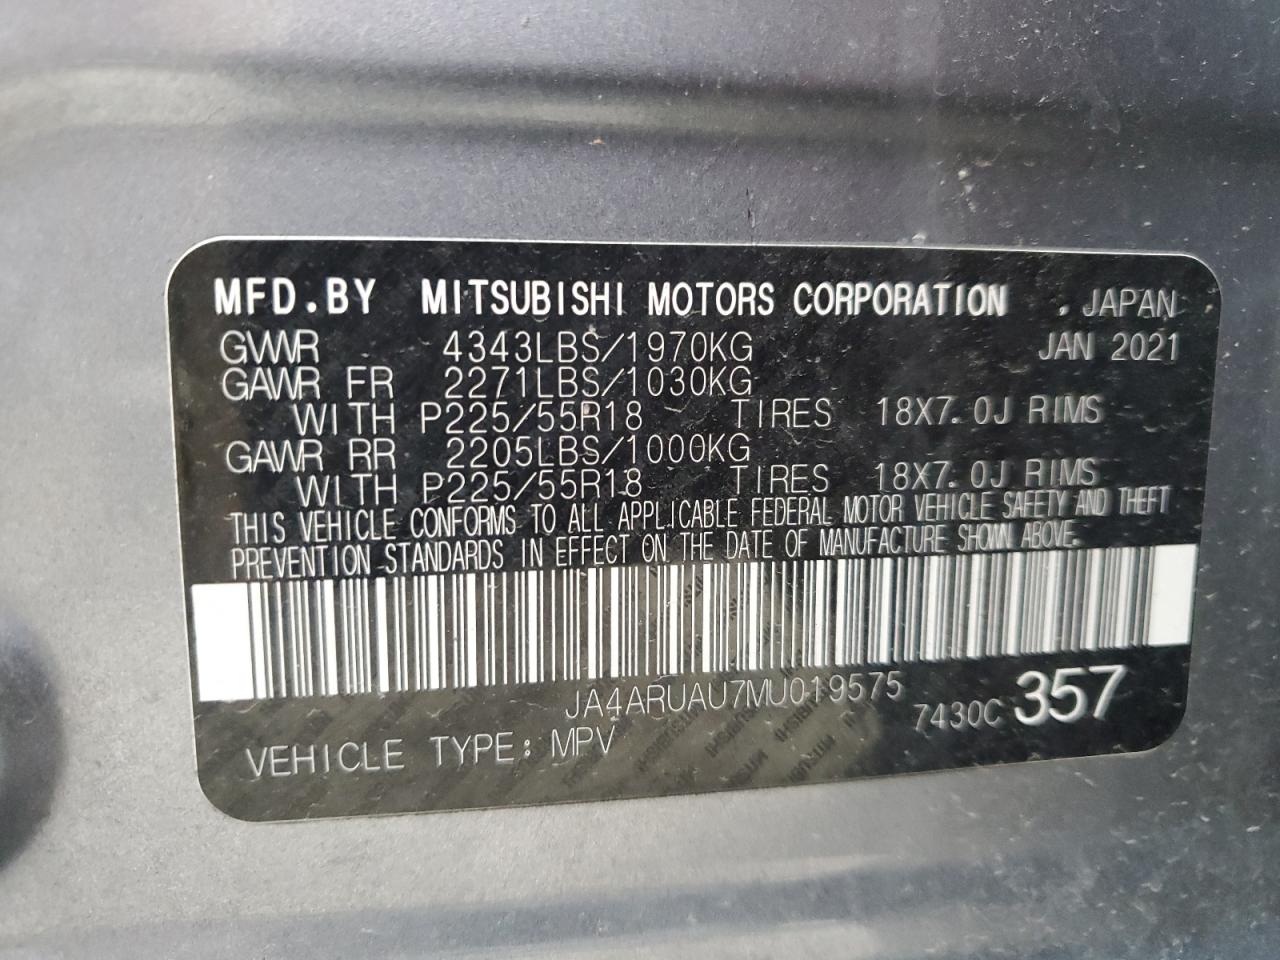 MFD.BY MITSUBISHI MOTORS CORPORATION , JAPAN
GVWR 4343LBS/1970KG JAN 2021
GAWR FR 2271LBS/1030KG
WITH P225/55R18 TIRES 18X7.0J RIMS
GAWR RR 2205LBS/1000KG
WITH P225/55R18 TIRES 18X7.0J RIMS
THIS VEHICLE CONFORMS TO ALL APPLICABLE FEDERAL MOTOR VEHICLE SAFETY AND THEFT
PREVENTION STANDARDS IN EFFECT ON THE DATE OF MANUFACTURE SHOWN ABOVE.
JA4ARUAU7MU019575 7430C 357
VEHICLE TYPE: MPV